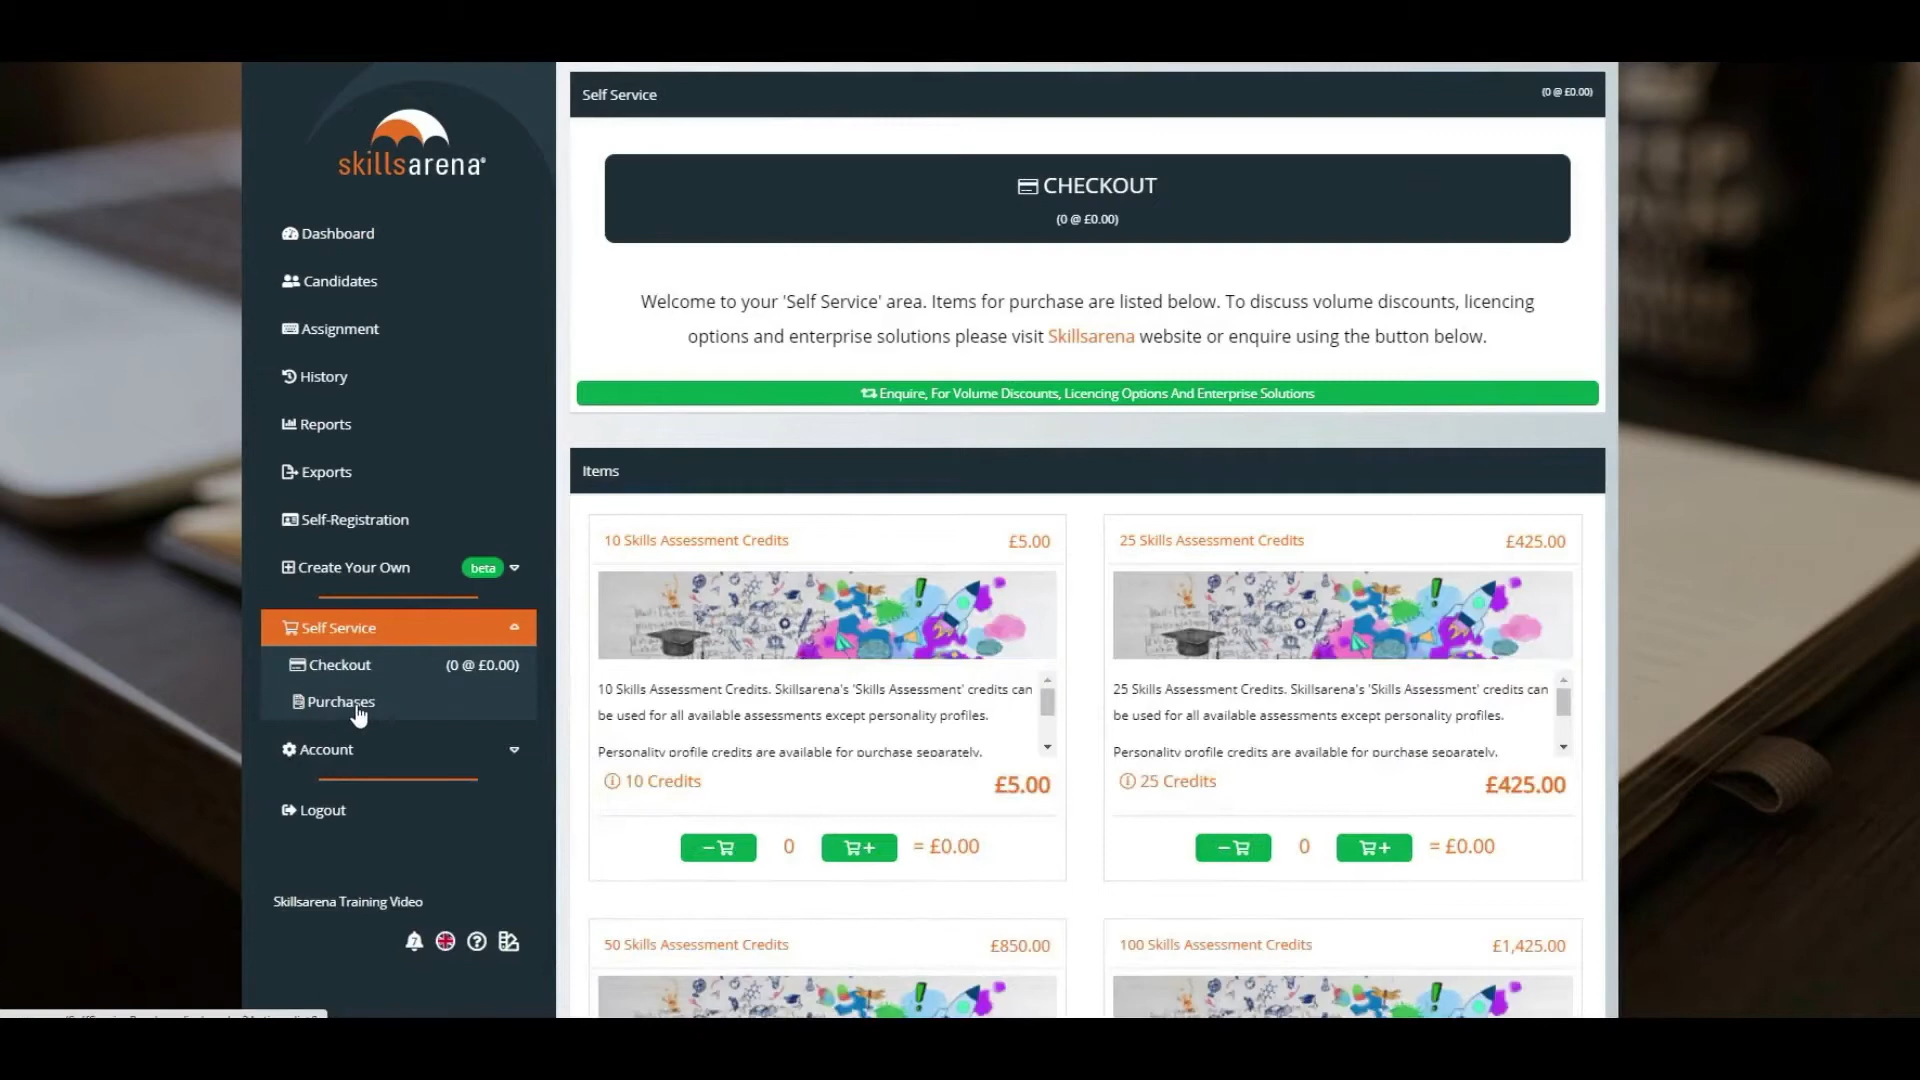 skillsarena
Dashboard
Candidates
Assignment
History
Reports
Exports
Self-Registration
Create Your Own beta
Self Service
Checkout (0 @ £0.00)
Purchases
Account
Logout
Skillsarena Training Video
7
Self Service (0 @ £0.00)
CHECKOUT
(0 @ £0.00)
Welcome to your 'Self Service' area. Items for purchase are listed below. To discuss volume discounts, licencing
options and enterprise solutions please visit Skillsarena website or enquire using the button below.
Enquire, For Volume Discounts, Licencing Options And Enterprise Solutions
Items
10 Skills Assessment Credits £5.00
10 Skills Assessment Credits. Skillsarena's 'Skills Assessment' credits can
be used for all available assessments except personality profiles.
Personality profile credits are available for purchase separately.
10 Credits £5.00
0 = £0.00
25 Skills Assessment Credits £425.00
25 Skills Assessment Credits. Skillsarena's 'Skills Assessment' credits can
be used for all available assessments except personality profiles.
Personality profile credits are available for purchase separately.
25 Credits £425.00
0 = £0.00
50 Skills Assessment Credits £850.00
100 Skills Assessment Credits £1,425.00